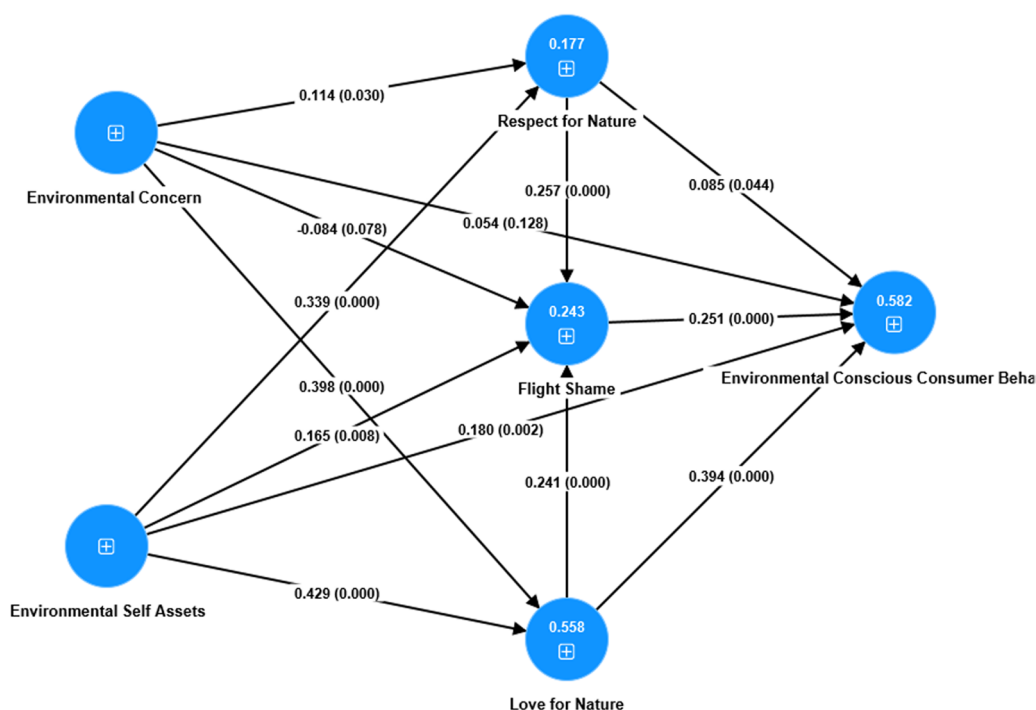 0.177
0.114 (0.030)
Respect for Nature
Environmental Concern
0.257 (0.000)
0.085 (0.044)
-0.084 (0.078)
0.054 (0.128)
0.339 (0.000)
0.243
0.582
0.251 (0.000)
Flight Shame
Environmental Conscious Consumer Beha
0.398 (0.000)
0.165 (0.008)
0.180 (0.002)
0.241 (0.000)
0.394 (0.000)
0.429 (0.000)
Environmental Self Assets
0.558
Love for Nature